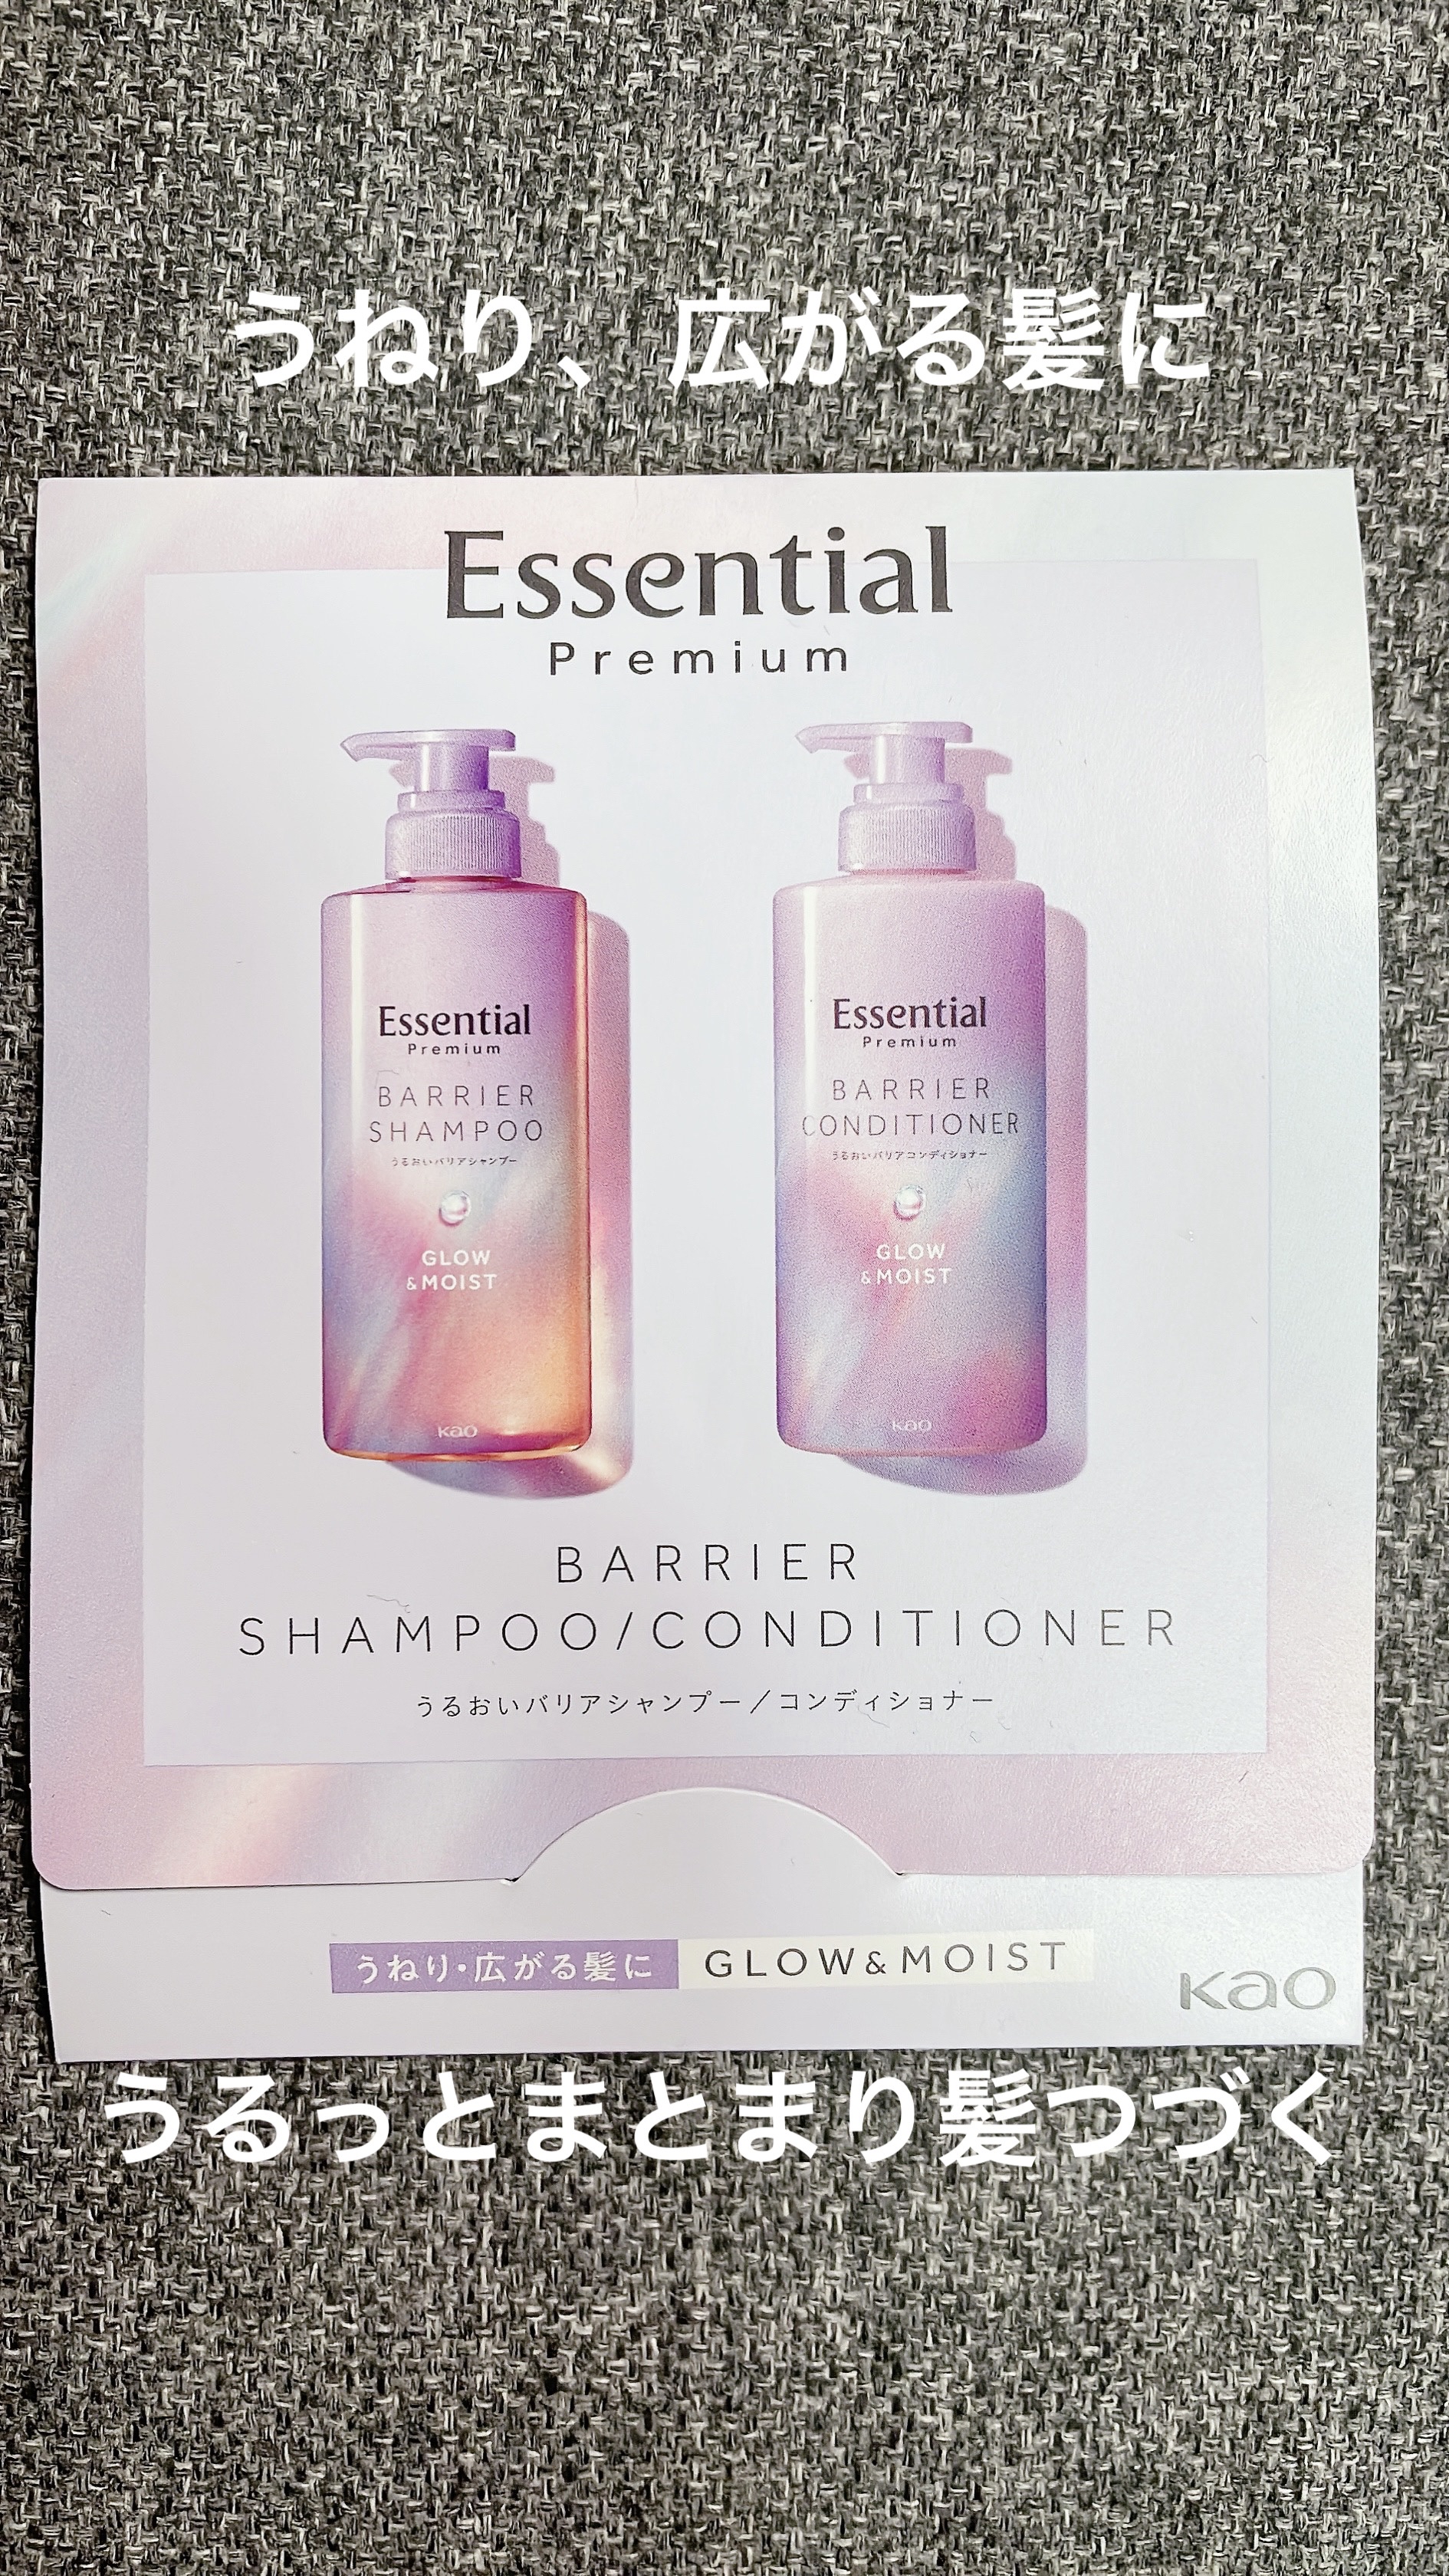 うねり、広がる髪に
Essential
Premium
Essential
Premium
BARRIER
SHAMPOO
うるおいバリアシャンプー
GLOW
&MOIST
kao
Essential
Premium
BARRIER
CONDITIONER
うるおいバリアコンディショナー
GLOW
&MOIST
kao
BARRIER
SHAMPOO/CONDITIONER
うるおいバリアシャンプー/コンディショナー
うねり・広がる髪に GLOW&MOIST
kao
うるっとまとまり髪つづく